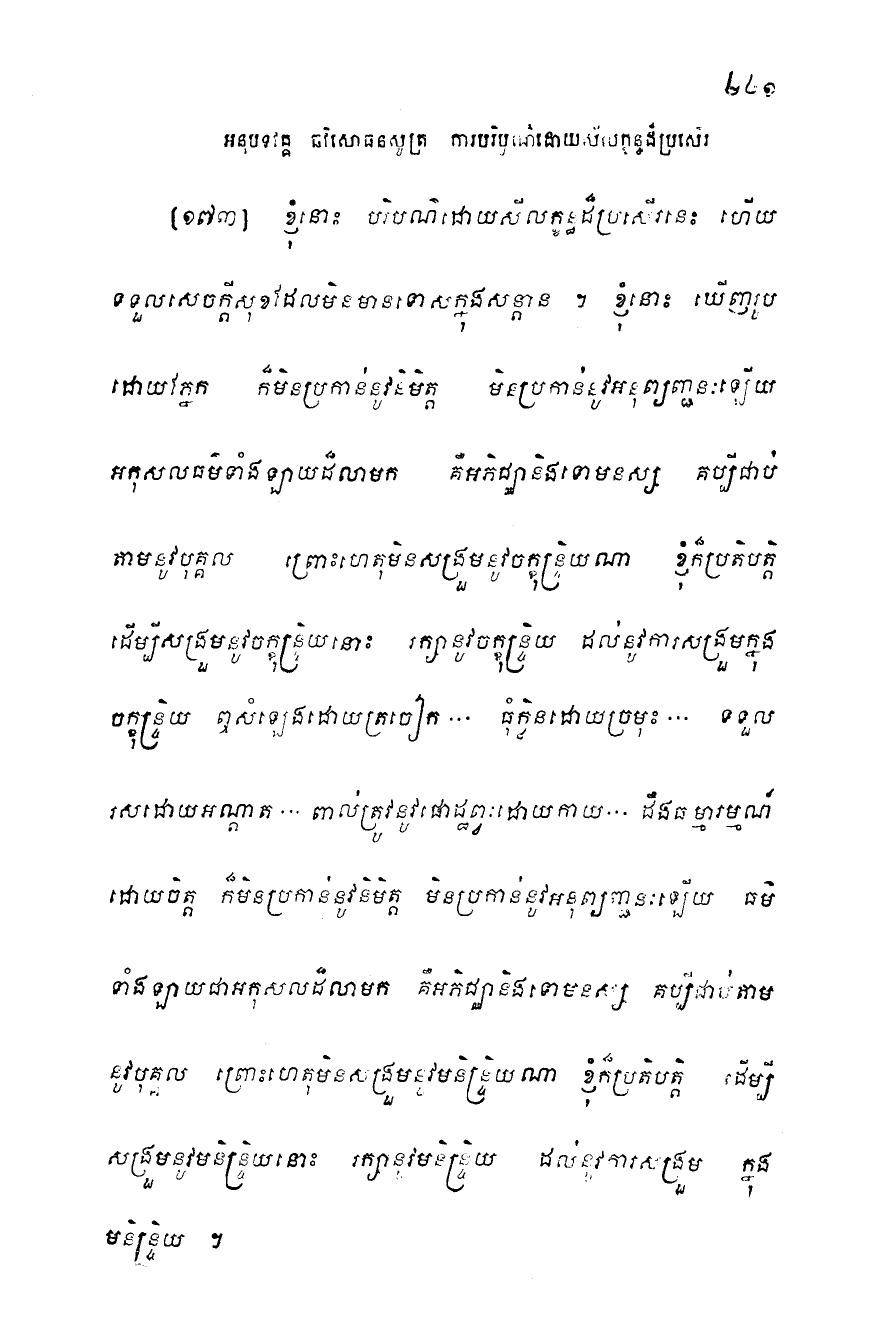 ២៤១
អនុបទវគ្គ ឆវិសោធនសូត្រ ការបរិបូណ៌ដោយសីលក្ខន្ធដ៏ប្រសើរ
[១៧៣] ខ្ញុំនោះ បរិបូណ៌ដោយសីលក្ខន្ធដ៏ប្រសើរនេះ ហើយ
ទទួលសេចក្តីសុខដែលមិនមានទោសក្នុងសន្តាន ។ ខ្ញុំនោះ ឃើញរូប
ដោយភ្នែក ក៏មិនប្រកាន់នូវនិមិត្ត មិនប្រកាន់នូវអនុព្យញ្ជនៈឡើយ
អកុសលធម៌ទាំងឡាយដ៏លាមក គឺអភិជ្ឈានិងទោមនស្ស គប្បីជាប់
តាមនូវបុគ្គល ព្រោះហេតុមិនសង្រួមនូវចក្ខុន្ទ្រិយណា ខ្ញុំក៏ប្រតិបត្តិ
ដើម្បីសង្រួមនូវចក្ខុន្ទ្រិយនោះ រក្សានូវចក្ខុន្ទ្រិយ ដល់នូវការសង្រួមក្នុង
ចក្ខុន្ទ្រិយ ឮសំឡេងដោយត្រចៀក ... ធុំក្លិនដោយច្រមុះ ... ទទួល
រសដោយអណ្តាត ... ពាល់ត្រូវនូវផោដ្ឋព្វៈដោយកាយ ... ដឹងធម្មារម្មណ៍
ដោយចិត្ត ក៏មិនប្រកាន់នូវនិមិត្ត មិនប្រកាន់នូវអនុព្យញ្ជនៈឡើយ ធម៌
ទាំងឡាយជាអកុសលដ៏លាមក គឺអភិជ្ឈានិងទោមនស្ស គប្បីជាប់តាម
នូវបុគ្គល ព្រោះហេតុមិនសង្រួមនូវមនិន្ទ្រិយណា ខ្ញុំក៏ប្រតិបត្តិ ដើម្បី
សង្រួមនូវមនិន្ទ្រិយនោះ រក្សានូវមនិន្ទ្រិយ ដល់នូវការសង្រួម ក្នុង
មនិន្ទ្រិយ ។